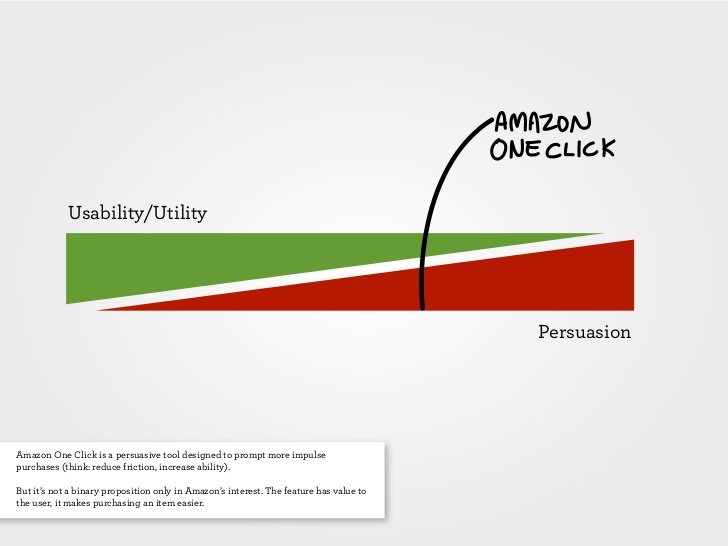 AMAZON
ONE CLICK
Usability/Utility
Persuasion
Amazon One Click is a persuasive tool designed to prompt more impulse
purchases (think: reduce friction, increase ability).
But it's not a binary proposition only in Amazon's interest. The feature has value to
the user, it makes purchasing an item easier.